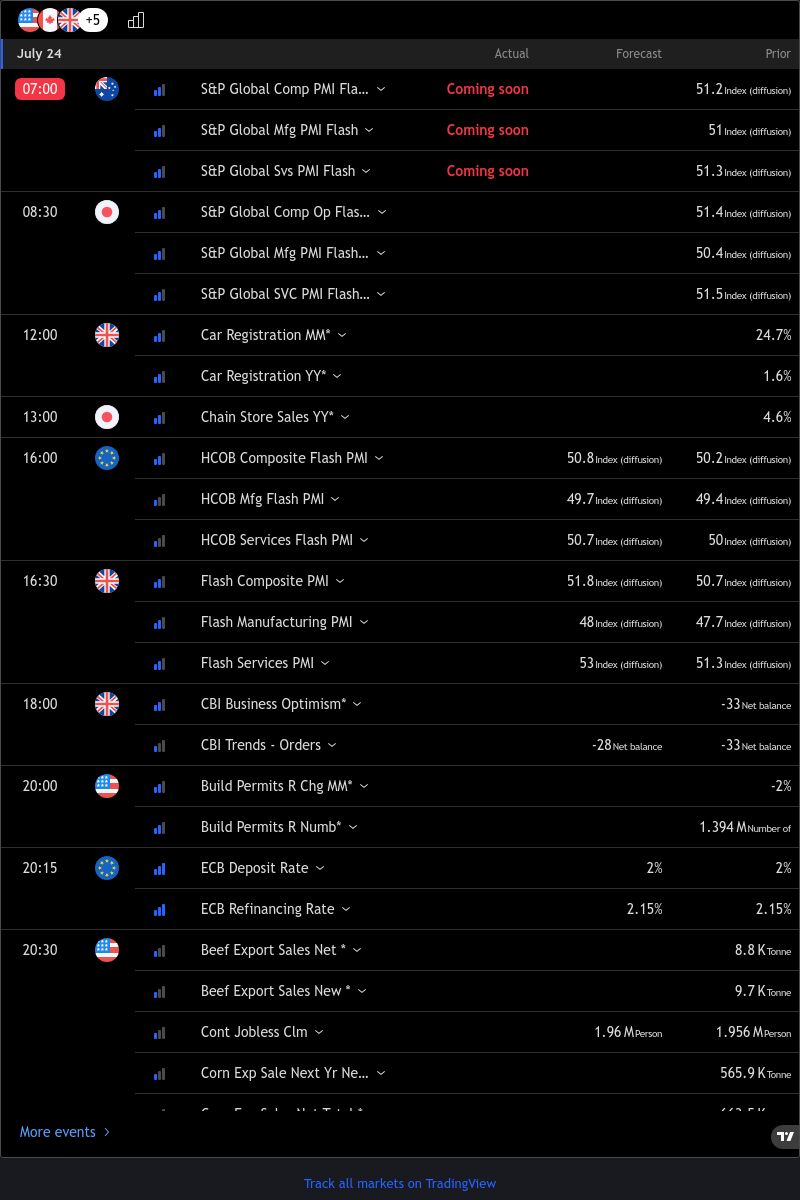 +5
July 24 Actual Forecast Prior
07:00 S&P Global Comp PMI Fla... Coming soon 51.2 Index (diffusion)
S&P Global Mfg PMI Flash Coming soon 51 Index (diffusion)
S&P Global Svs PMI Flash Coming soon 51.3 Index (diffusion)
08:30 S&P Global Comp Op Flas... 51.4 Index (diffusion)
S&P Global Mfg PMI Flash... 50.4 Index (diffusion)
S&P Global SVC PMI Flash... 51.5 Index (diffusion)
12:00 Car Registration MM* 24.7%
Car Registration YY* 1.6%
13:00 Chain Store Sales YY* 4.6%
16:00 HCOB Composite Flash PMI 50.8 Index (diffusion) 50.2 Index (diffusion)
HCOB Mfg Flash PMI 49.7 Index (diffusion) 49.4 Index (diffusion)
HCOB Services Flash PMI 50.7 Index (diffusion) 50 Index (diffusion)
16:30 Flash Composite PMI 51.8 Index (diffusion) 50.7 Index (diffusion)
Flash Manufacturing PMI 48 Index (diffusion) 47.7 Index (diffusion)
Flash Services PMI 53 Index (diffusion) 51.3 Index (diffusion)
18:00 CBI Business Optimism* -33 Net balance
CBI Trends - Orders -28 Net balance -33 Net balance
20:00 Build Permits R Chg MM* -2%
Build Permits R Numb* 1.394 M Number of
20:15 ECB Deposit Rate 2% 2%
ECB Refinancing Rate 2.15% 2.15%
20:30 Beef Export Sales Net * 8.8 K Tonne
Beef Export Sales New * 9.7 K Tonne
Cont Jobless Clm 1.96 M Person 1.956 M Person
Corn Exp Sale Next Yr Ne... 565.9 K Tonne
More events
Track all markets on TradingView